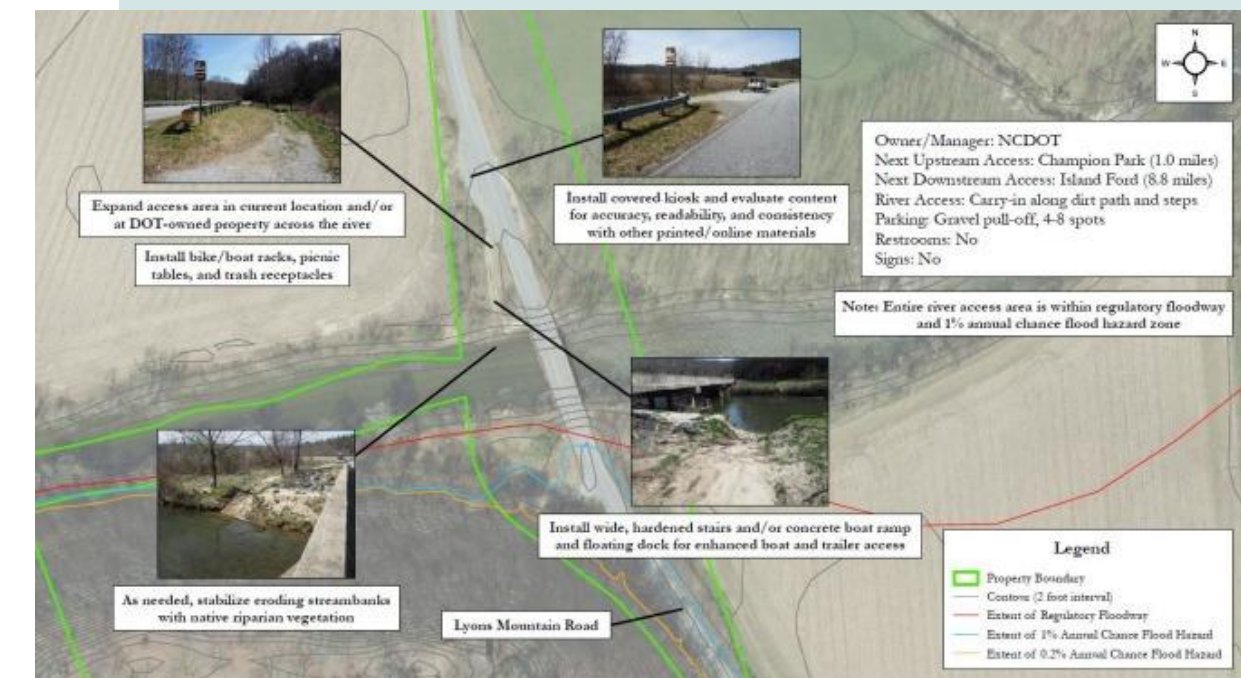 N
W E
S
Owner/Manager: NCDOT
Next Upstream Access: Champion Park (1.0 miles)
Next Downstream Access: Island Ford (8.8 miles)
River Access: Carry-in along dirt path and steps
Parking: Gravel pull-off, 4-8 spots
Restrooms: No
Signs: No
Expand access area in current location and/or
at DOT-owned property across the river
Install bike/boat racks, picnic
tables, and trash receptacles
Install covered kiosk and evaluate content
for accuracy, readability, and consistency
with other printed/online materials
Note: Entire river access area is within regulatory floodway
and 1% annual chance flood hazard zone
As needed, stabilize eroding streambanks
with native riparian vegetation
Install wide, hardened stairs and/or concrete boat ramp
and floating dock for enhanced boat and trailer access
Lyons Mountain Road
Legend
Property Boundary
Contour (2 foot interval)
Extent of Regulatory Floodway
Extent of 1% Annual Chance Flood Hazard
Extent of 0.2% Annual Chance Flood Hazard